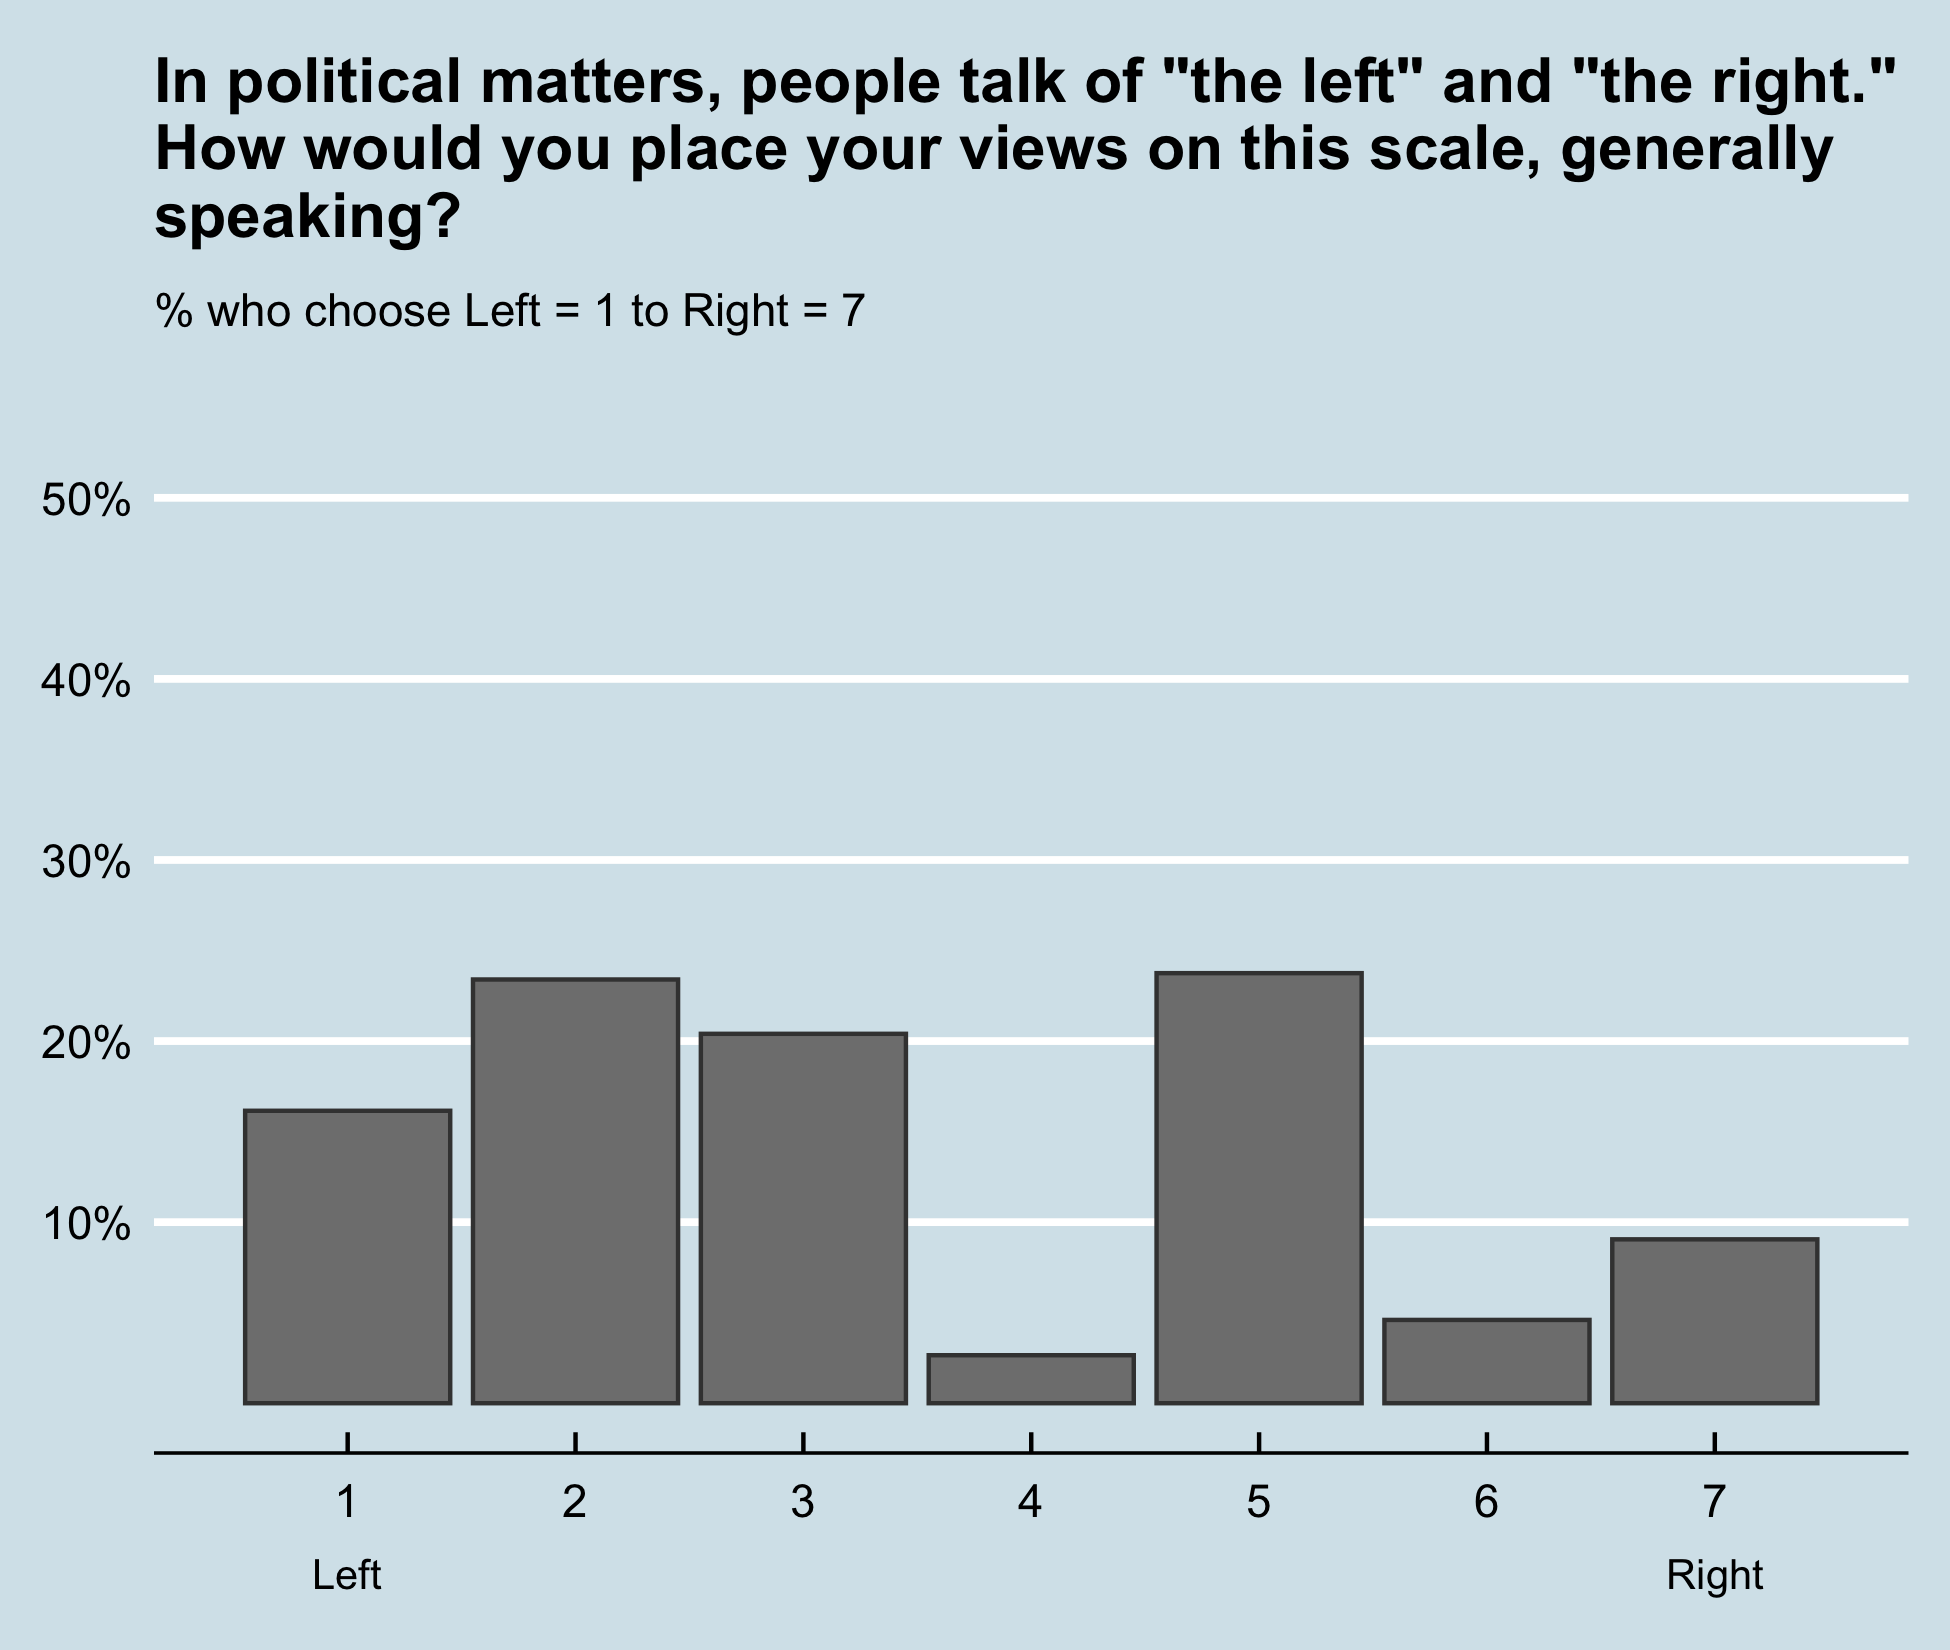 In political matters, people talk of "the left" and "the right."
How would you place your views on this scale, generally
speaking?
% who choose Left = 1 to Right = 7
50%
40%
30%
20%
10%
1 2 3 4 5 6 7
Left Right